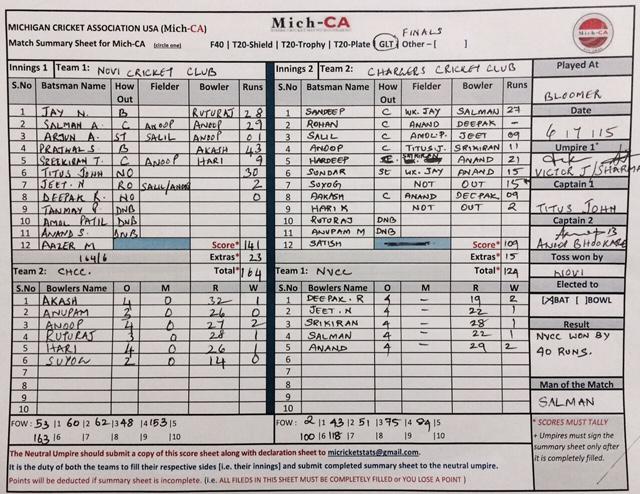 MICHIGAN CRICKET ASSOCIATION USA (Mich-CA)
Mich-CA
Mich-CA
FINALS
Match Summary Sheet for Mich-CA (circle one) F40 | T20-Shield | T20-Trophy | T20-Plate | GLT | Other – [ ]
Innings 1 Team 1: NOVI CRICKET CLUB
S.No Batsman Name How Out Fielder Bowler Runs
1 JAY N. B RUTURAJ 28
2 SALMAN A. C ANOOP ANOOP 29
3 ARJUN A. ST SALIL ANOOP 01
4 PRATHAL S. B AKASH 43
5 SRIKIRAN T. C ANOOP HARI 9
6 TITUS JOHN NO 30
7 JEET. N RO SALIL/ANOOP 2
8 DEEPAK R. NO 0
9 TANMAY P. DNB
10 AMOL PATIL DNB
11 ANAND S. DNB
12 AAZER M Score* 141
164/6 Extras* 23
Team 2: CHCC. Total* 164
S.No Bowlers Name O M R W
1 AKASH 4 0 32 1
2 ANUPAM 3 0 26 0
3 ANOOP 4 0 27 2
4 RUTURAJ 3 0 28 1
5 HARI 4 0 26 1
6 SUYOG 2 0 14 0
7
8
9
10
FOW: 53 |1 60 |2 62 |3 148 |4 153 |5
163 |6 |7 |8 |9 |10
Innings 2 Team 2: CHARGERS CRICKET CLUB
S.No Batsman Name How Out Fielder Bowler Runs
1 SANDEEP C WK. JAY SALMAN 27
2 ROHAN C ANAND DEEPAK –
3 SALIL C AMOL.P. JEET 09
4 ANOOP C TITUS.J. SRIKIRAN 11
5 HARDEEP ANAND 21
6 SUNDAR ST WK. JAY ANAND 15
7 SUYOG NOT OUT 15*
8 AAKASH C ANAND DEEPAK 09
9 HARI K NOT OUT 2
10 RUTURAJ DNB
11 ANUPAM M DNB
12 SATISH Score* 109
Extras* 15
Team 1: NVCC Total* 124
S.No Bowlers Name O M R W
1 DEEPAK. R 4 – 19 2
2 JEET. N 4 – 22 1
3 SRIKIRAN 4 – 28 1
4 SALMAN 4 – 22 1
5 ANAND 4 – 29 2
6
7
8
9
10
FOW: 2 |1 43 |2 51 |3 75 |4 84 |5
100 |6 118 |7 |8 |9 |10
Played At
BLOOMER
Date
6 17 115
Umpire 1*
VICTOR J/SHARMA
Captain 1
TITUS JOHN
Captain 2
ANOOP BHOOKARE
Toss won by
NOVI
Elected to
[X]BAT [ ]BOWL
Result
NVCC WON BY
40 RUNS.
Man of the Match
SALMAN
* SCORES MUST TALLY
+ Umpires must sign the
summary sheet only after
it is completely filled.
The Neutral Umpire should submit a copy of this score sheet along with declaration sheet to micricketstats@gmail.com.
It is the duty of both the teams to fill their respective sides [i.e. their innings] and submit completed summary sheet to the neutral umpire.
Points will be deducted if summary sheet is incomplete. (i.e. ALL FILEDS IN THIS SHEET MUST BE COMPLETELY FILLED or YOU LOSE A POINT )